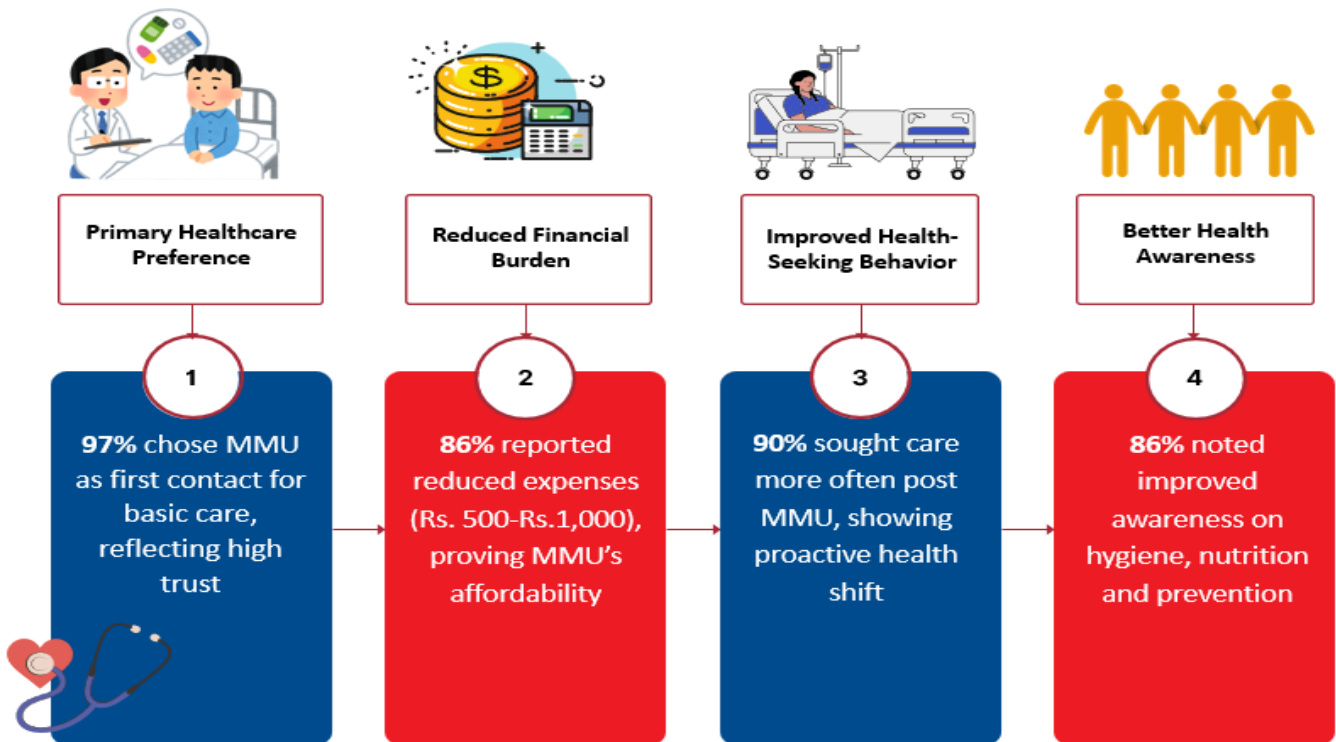 Primary Healthcare
Preference
Reduced Financial
Burden
Improved Health-
Seeking Behavior
Better Health
Awareness
1
2
3
4
97% chose MMU
as first contact for
basic care,
reflecting high
trust
86% reported
reduced expenses
(Rs. 500-Rs.1,000),
proving MMU’s
affordability
90% sought care
more often post
MMU, showing
proactive health
shift
86% noted
improved
awareness on
hygiene, nutrition
and prevention